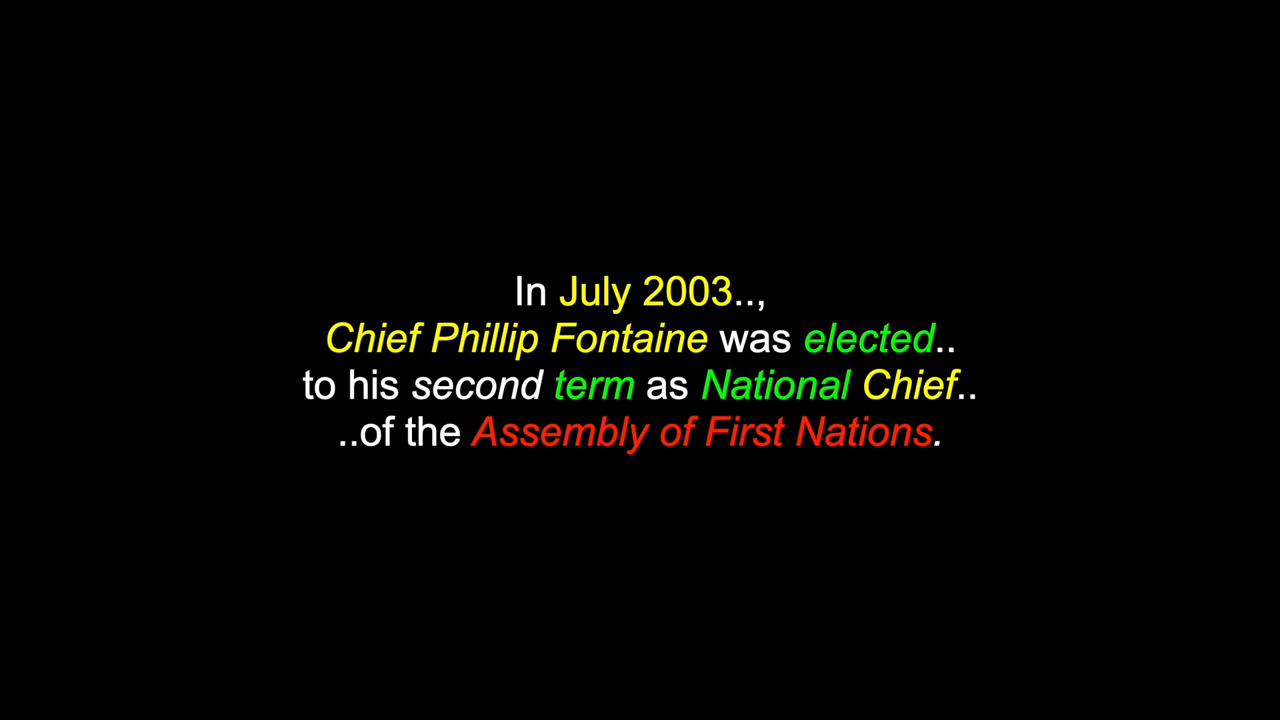 In July 2003..,
Chief Phillip Fontaine was elected..
to his second term as National Chief..
..of the Assembly of First Nations.